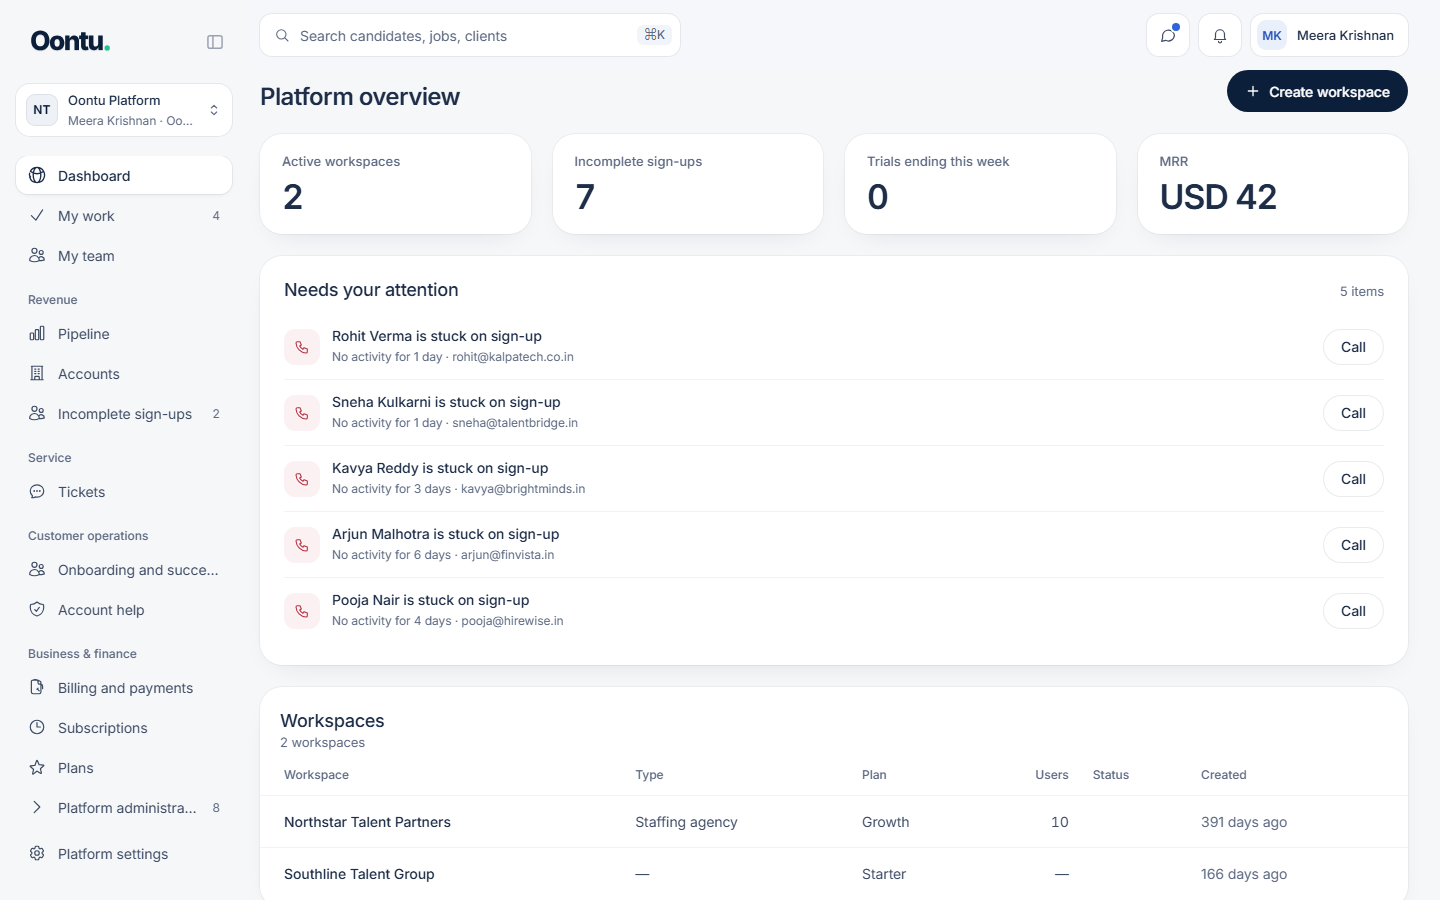 Oontu.
Search candidates, jobs, clients
⌘K
MK
Meera Krishnan
NT
Oontu Platform
Meera Krishnan · Oo...
Platform overview
Create workspace
Dashboard
My work 4
My team
Revenue
Pipeline
Accounts
Incomplete sign-ups 2
Service
Tickets
Customer operations
Onboarding and succe...
Account help
Business & finance
Billing and payments
Subscriptions
Plans
Platform administra... 8
Platform settings
Active workspaces
2
Incomplete sign-ups
7
Trials ending this week
0
MRR
USD 42
Needs your attention
5 items
Rohit Verma is stuck on sign-up
No activity for 1 day · rohit@kalpatech.co.in
Call
Sneha Kulkarni is stuck on sign-up
No activity for 1 day · sneha@talentbridge.in
Call
Kavya Reddy is stuck on sign-up
No activity for 3 days · kavya@brightminds.in
Call
Arjun Malhotra is stuck on sign-up
No activity for 6 days · arjun@finvista.in
Call
Pooja Nair is stuck on sign-up
No activity for 4 days · pooja@hirewise.in
Call
Workspaces
2 workspaces
Workspace Type Plan Users Status Created
Northstar Talent Partners Staffing agency Growth 10 391 days ago
Southline Talent Group — Starter — 166 days ago